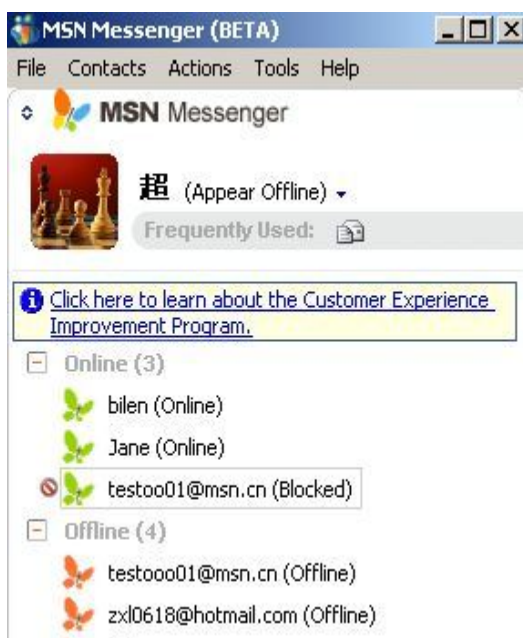 MSN Messenger (BETA)
File Contacts Actions Tools Help
MSN Messenger
超 (Appear Offline)
Frequently Used:
Click here to learn about the Customer Experience
Improvement Program.
Online (3)
bilen (Online)
Jane (Online)
testoo01@msn.cn (Blocked)
Offline (4)
testooo01@msn.cn (Offline)
zxl0618@hotmail.com (Offline)